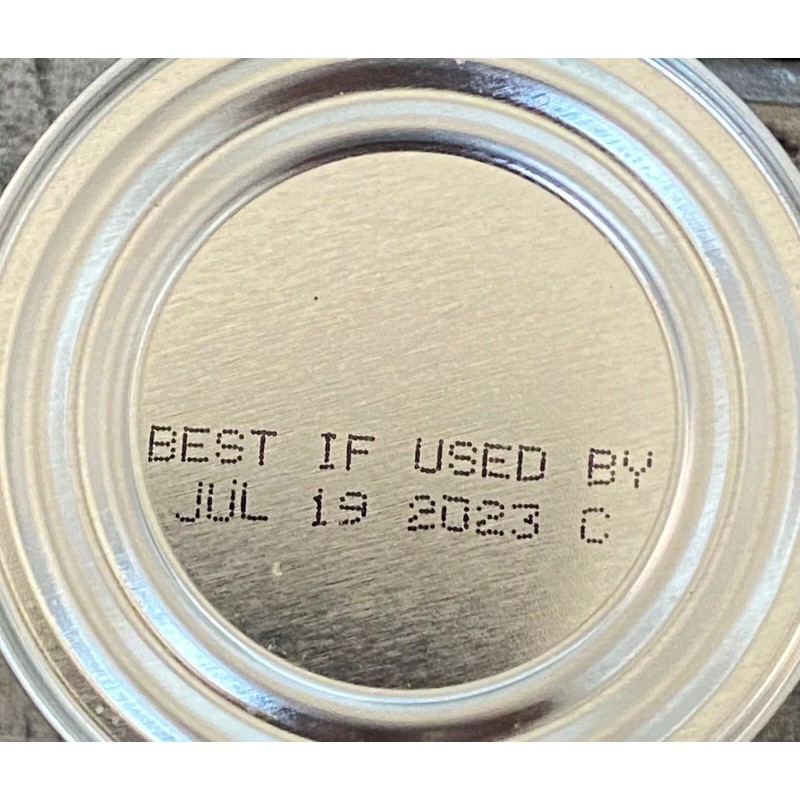 BEST IF USED BY
JUL 19 2023 C